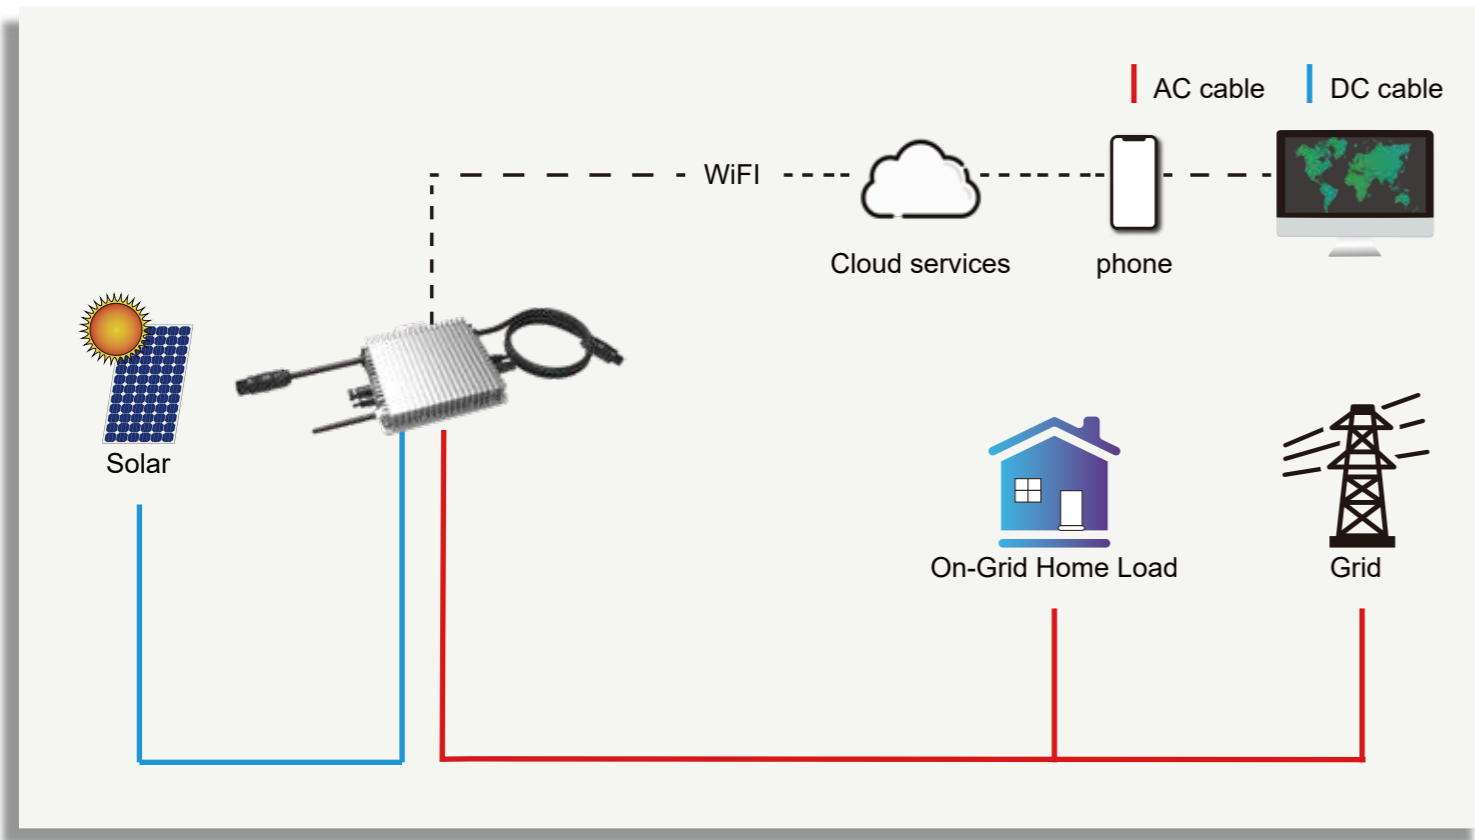 AC cable
DC cable
WiFI
Cloud services
phone
Solar
On-Grid Home Load
Grid